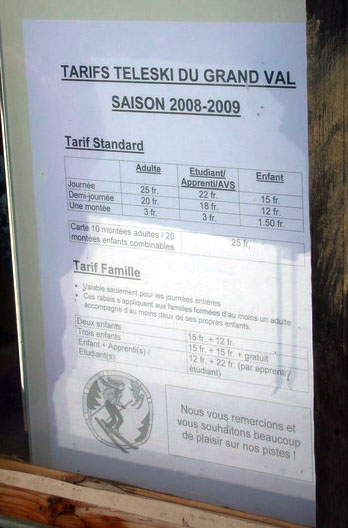 TARIFS TELESKI DU GRAND VAL
SAISON 2008-2009
Tarif Standard
Adulte Etudiant/ Apprenti/AVS Enfant
Journée 25 fr. 22 fr. 15 fr.
Demi-journée 20 fr. 18 fr. 12 fr.
Une montée 3 fr. 3 fr. 1.50 fr.
Carte 10 montées adultes / 20 25 fr.
montées enfants combinables
Tarif Famille
• Valable seulement pour les journées entières
• Ces rabais s'appliquent aux familles formées d'au moins un adulte
accompagné d'au moins deux de ses propres enfants
Deux enfants 15 fr. + 12 fr.
Trois enfants 15 fr. + 15 fr. + gratuit
Enfant + Apprenti(s) / 12 fr. + 22 fr. (par apprenti /
Etudiant(s) étudiant)
Nous vous remercions et
vous souhaitons beaucoup
de plaisir sur nos pistes !